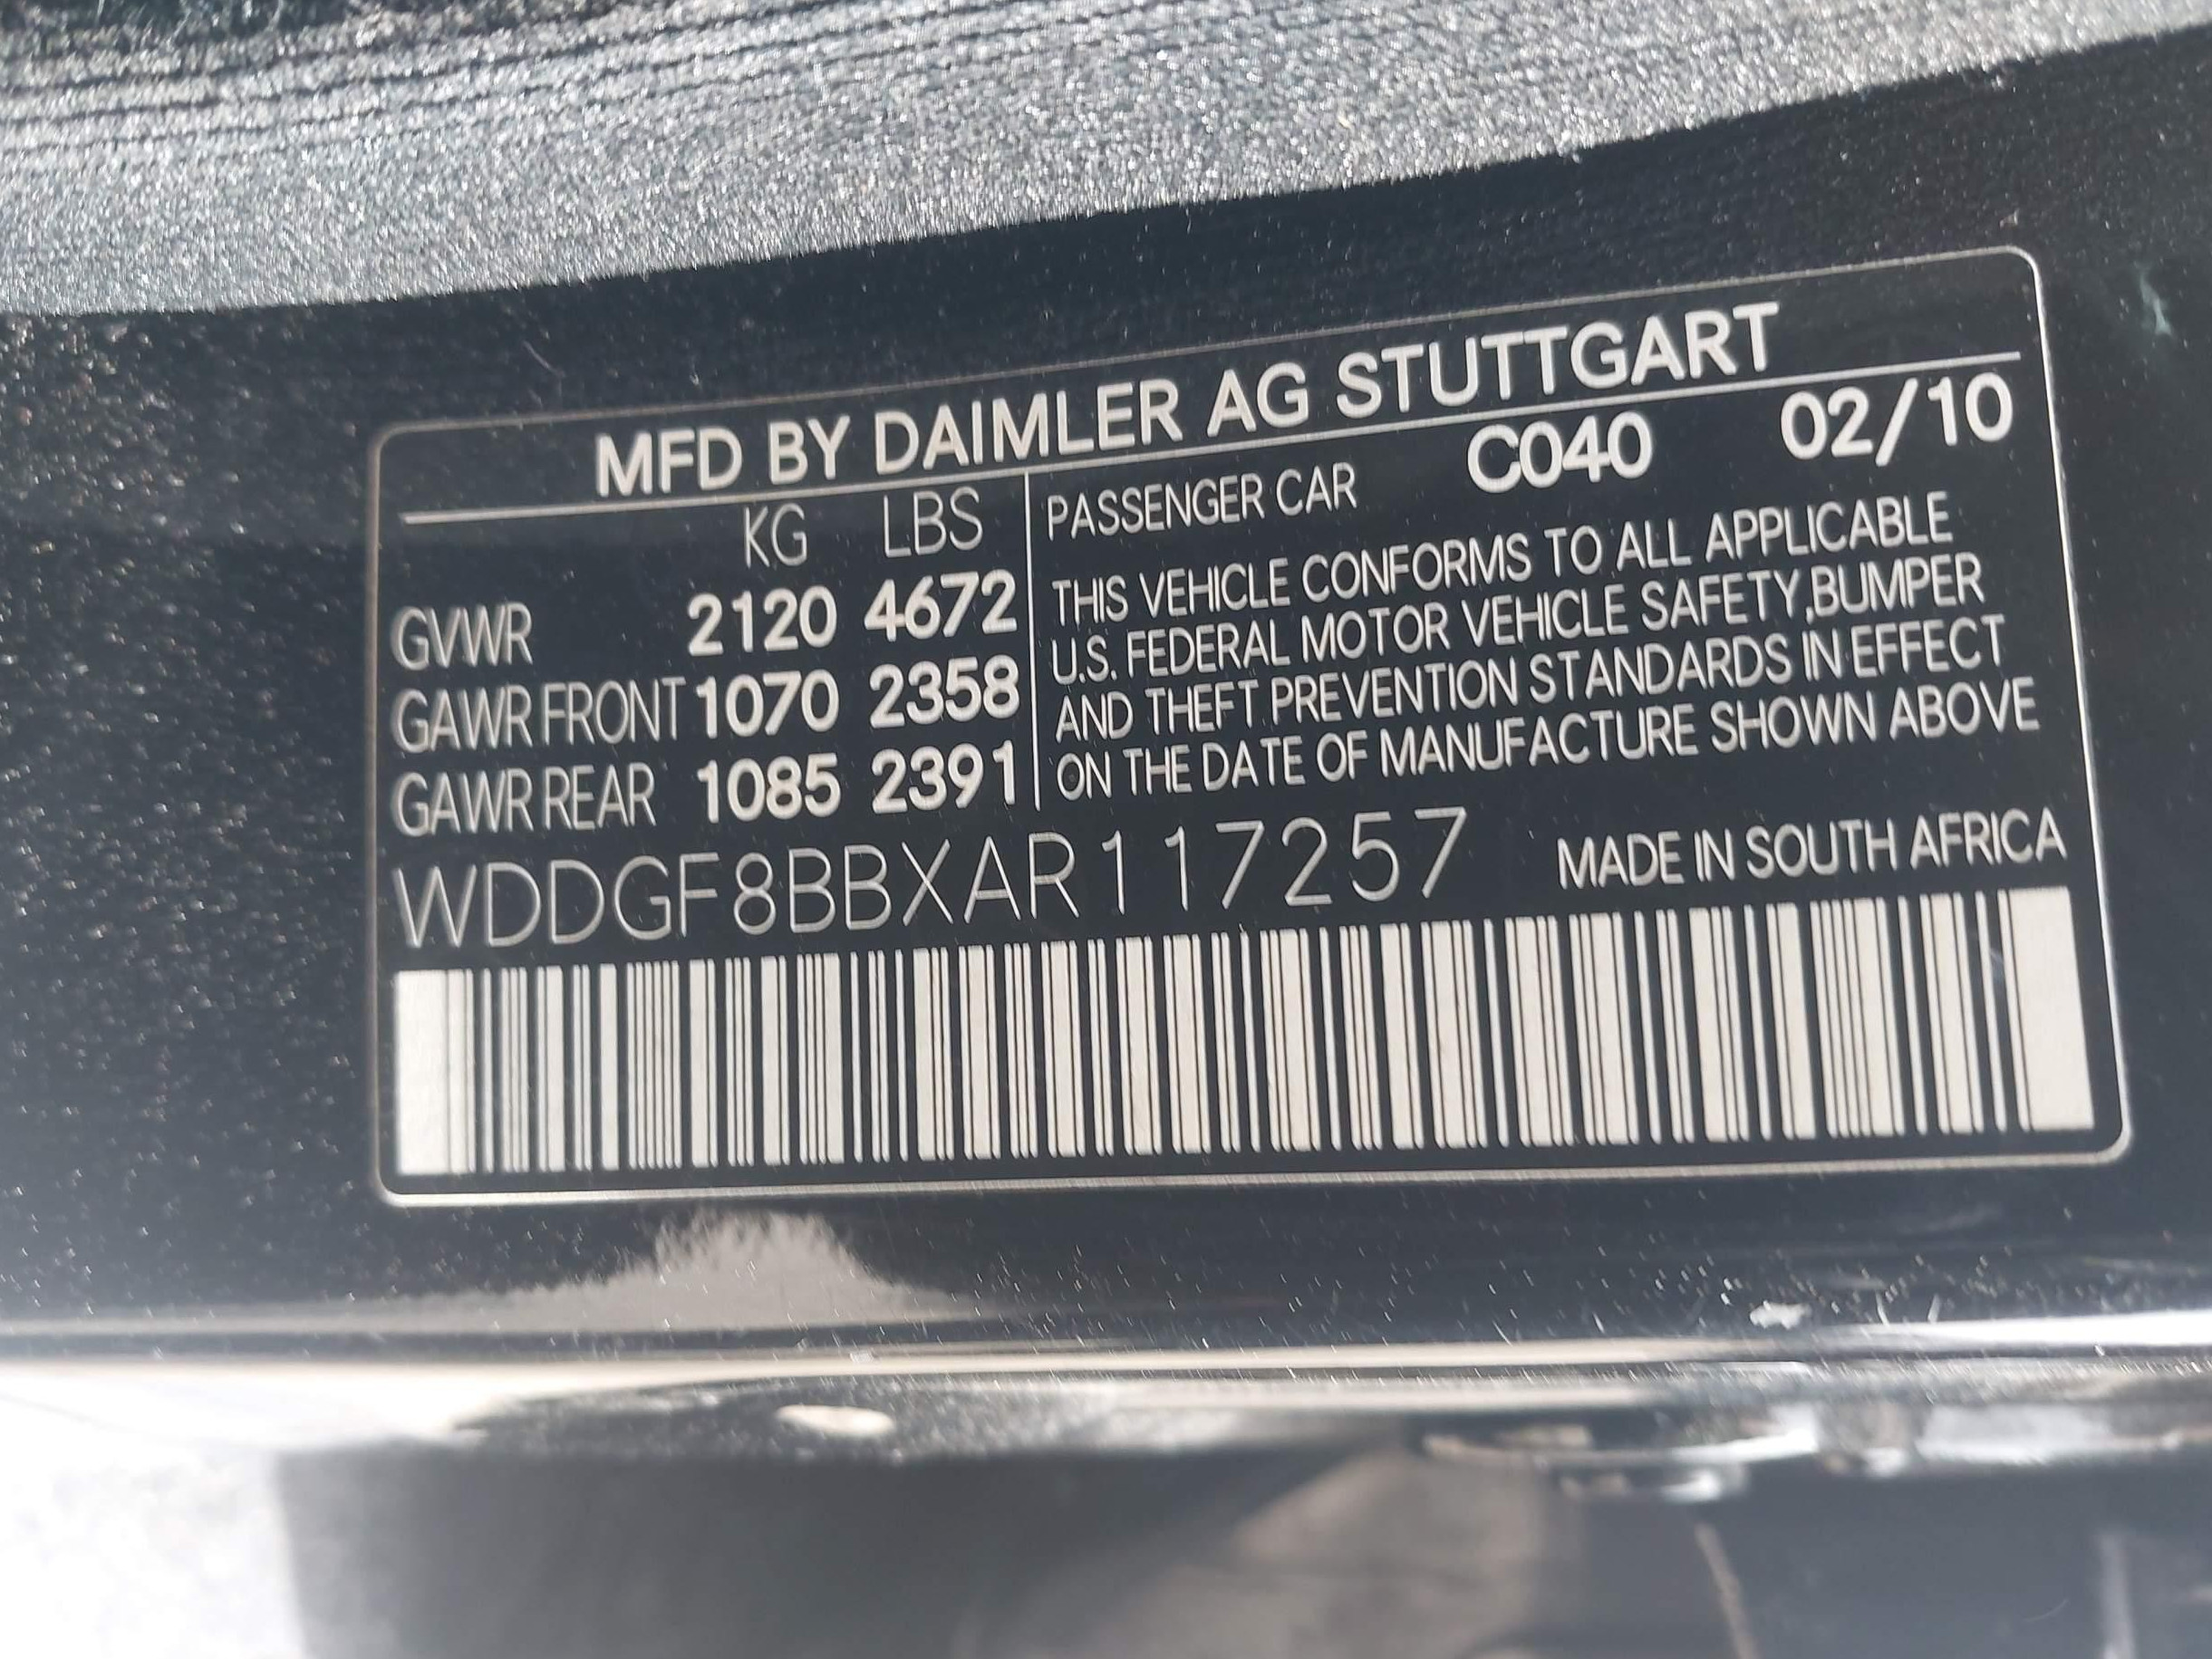 MFD BY DAIMLER AG STUTTGART
KG LBS
GVWR 2120 4672
GAWR FRONT 1070 2358
GAWR REAR 1085 2391
PASSENGER CAR C040 02/10
THIS VEHICLE CONFORMS TO ALL APPLICABLE
U.S. FEDERAL MOTOR VEHICLE SAFETY,BUMPER
AND THEFT PREVENTION STANDARDS IN EFFECT
ON THE DATE OF MANUFACTURE SHOWN ABOVE
WDDGF8BBXAR117257 MADE IN SOUTH AFRICA